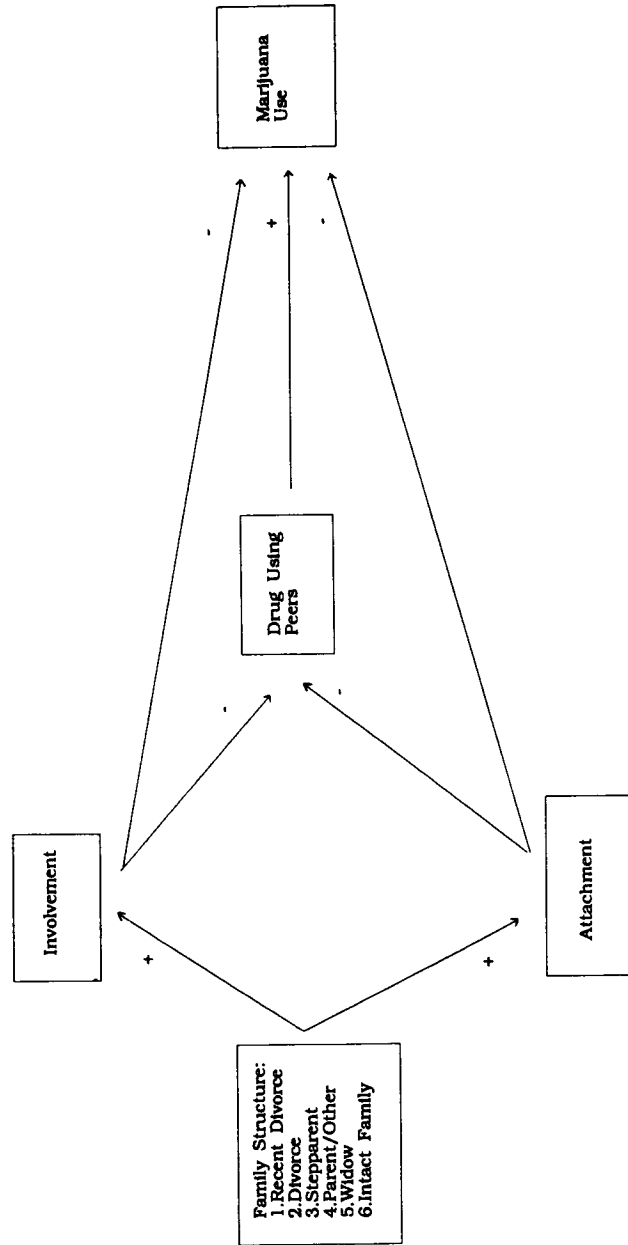 Involvement
Family Structure:
1.Recent Divorce
2.Divorce
3.Stepparent
4.Parent/Other
5.Widow
6.Intact Family
+
+
Attachment
-
-
Drug Using
Peers
-
+
-
Marijuana
Use